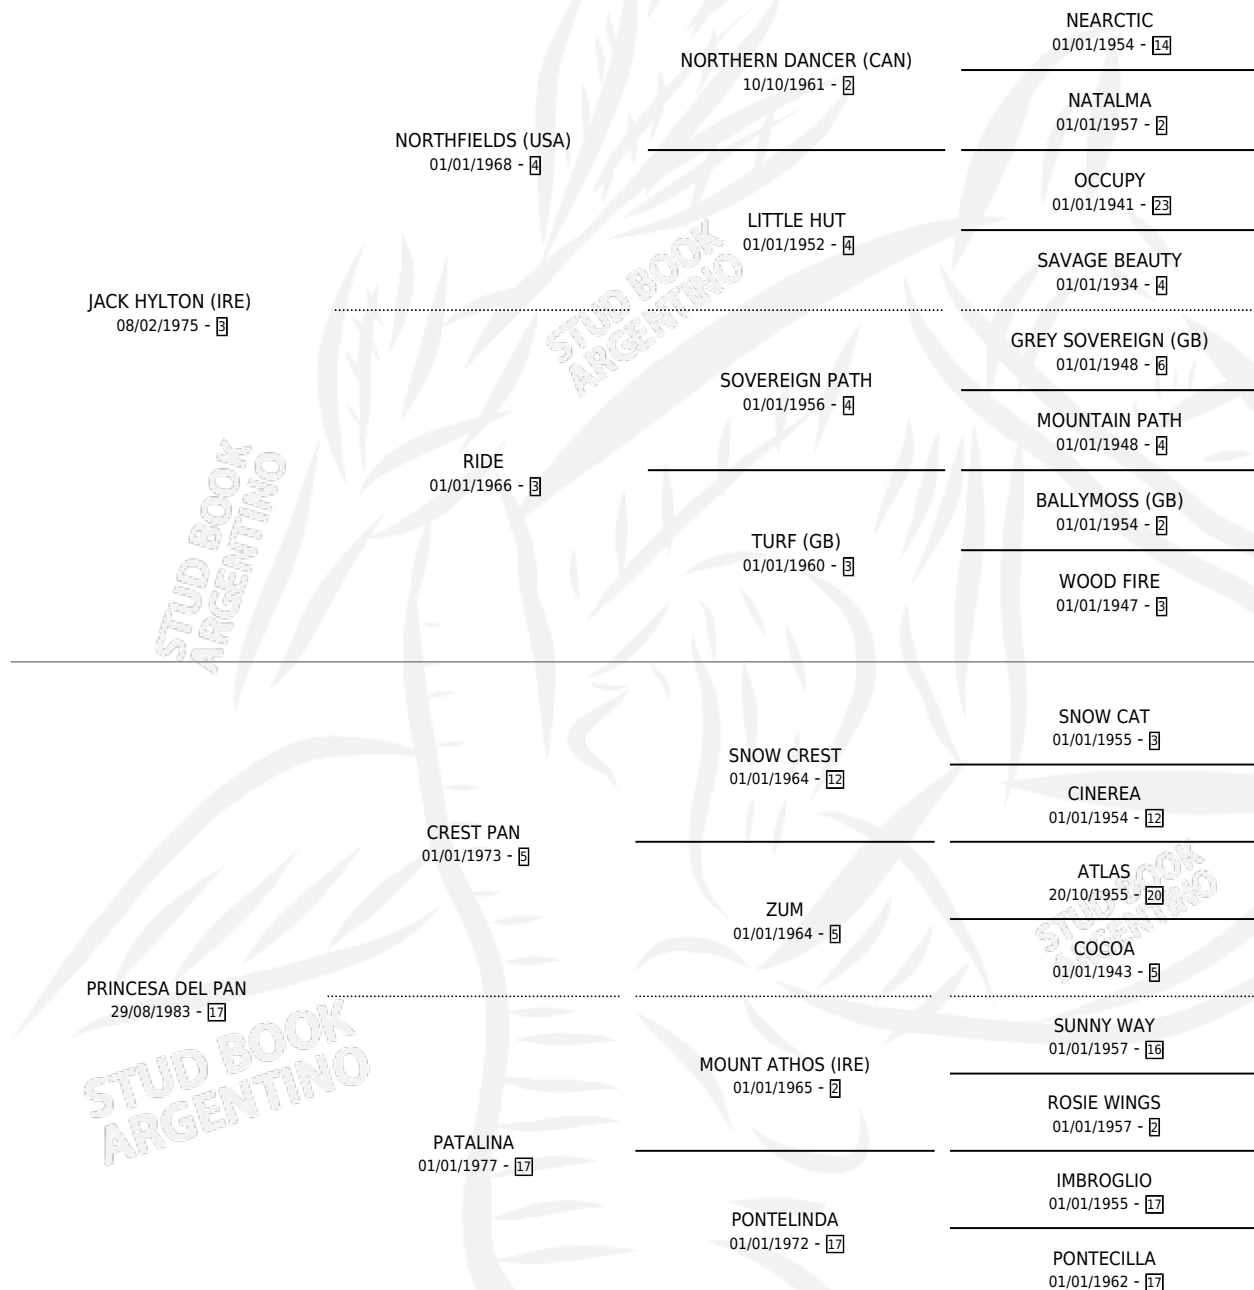 NEARCTIC
01/01/1954 - 14
NORTHERN DANCER (CAN)
10/10/1961 - 2
NATALMA
01/01/1957 - 2
NORTHFIELDS (USA)
01/01/1968 - 4
OCCUPY
01/01/1941 - 23
LITTLE HUT
01/01/1952 - 4
SAVAGE BEAUTY
01/01/1934 - 4
JACK HYLTON (IRE)
08/02/1975 - 3
STUD BOOK
ARGENTINO
GREY SOVEREIGN (GB)
01/01/1948 - 6
SOVEREIGN PATH
01/01/1956 - 4
MOUNTAIN PATH
01/01/1948 - 4
RIDE
01/01/1966 - 3
BALLYMOSS (GB)
01/01/1954 - 2
TURF (GB)
01/01/1960 - 3
WOOD FIRE
01/01/1947 - 3
STUD BOOK
ARGENTINO
SNOW CAT
01/01/1955 - 3
SNOW CREST
01/01/1964 - 12
CINEREA
01/01/1954 - 12
CREST PAN
01/01/1973 - 5
ATLAS
20/10/1955 - 20
ZUM
01/01/1964 - 5
COCOA
01/01/1943 - 5
STUD BOOK
ARGENTINO
PRINCESA DEL PAN
29/08/1983 - 17
SUNNY WAY
01/01/1957 - 16
MOUNT ATHOS (IRE)
01/01/1965 - 2
ROSIE WINGS
01/01/1957 - 2
STUD BOOK
ARGENTINO
PATALINA
01/01/1977 - 17
IMBROGLIO
01/01/1955 - 17
PONTELINDA
01/01/1972 - 17
PONTECILLA
01/01/1962 - 17